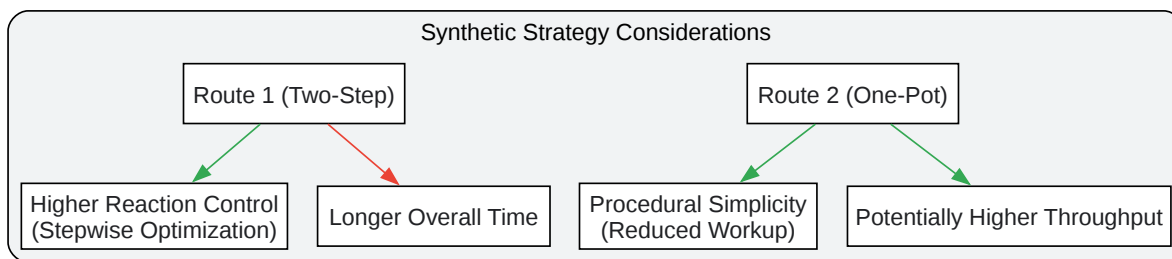 Synthetic Strategy Considerations
Route 1 (Two-Step)
Route 2 (One-Pot)
Higher Reaction Control
(Stepwise Optimization)
Longer Overall Time
Procedural Simplicity
(Reduced Workup)
Potentially Higher Throughput